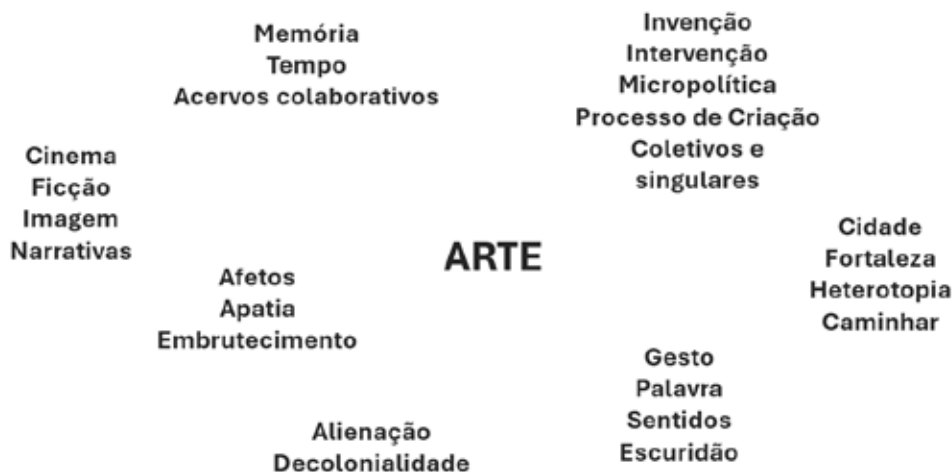 Memória
Tempo
Acervos colaborativos
Invenção
Intervenção
Micropolítica
Processo de Criação
Coletivos e
singulares
Cinema
Ficção
Imagem
Narrativas
ARTE
Cidade
Fortaleza
Heterotopia
Caminhar
Afetos
Apatia
Embrutecimento
Gesto
Palavra
Sentidos
Escuridão
Alienação
Decolonialidade